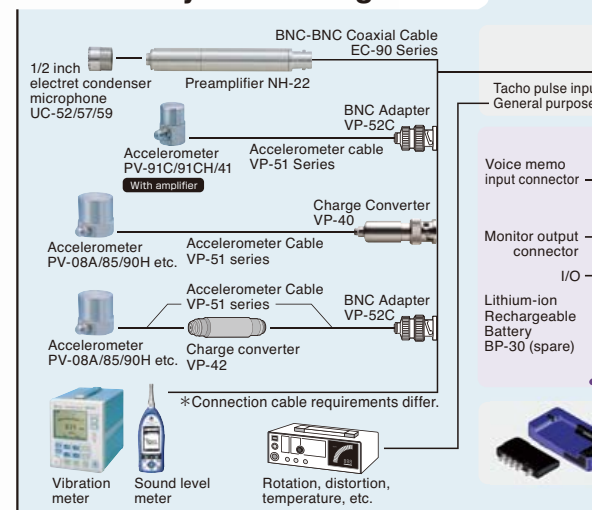 BNC-BNC Coaxial Cable
EC-90 Series
1/2 inch
electret condenser
microphone
UC-52/57/59
Preamplifier NH-22
Tacho pulse inpu
General purpose
BNC Adapter
VP-52C
Accelerometer
PV-91C/91CH/41
With amplifier
Accelerometer cable
VP-51 Series
Voice memo
input connector
Charge Converter
VP-40
Accelerometer
PV-08A/85/90H etc.
Accelerometer Cable
VP-51 series
Monitor output
connector
I/O
Accelerometer Cable
VP-51 series
BNC Adapter
VP-52C
Lithium-ion
Rechargeable
Battery
BP-30 (spare)
Accelerometer
PV-08A/85/90H etc.
Charge converter
VP-42
＊Connection cable requirements differ.
Vibration
meter
Sound level
meter
Rotation, distortion,
temperature, etc.